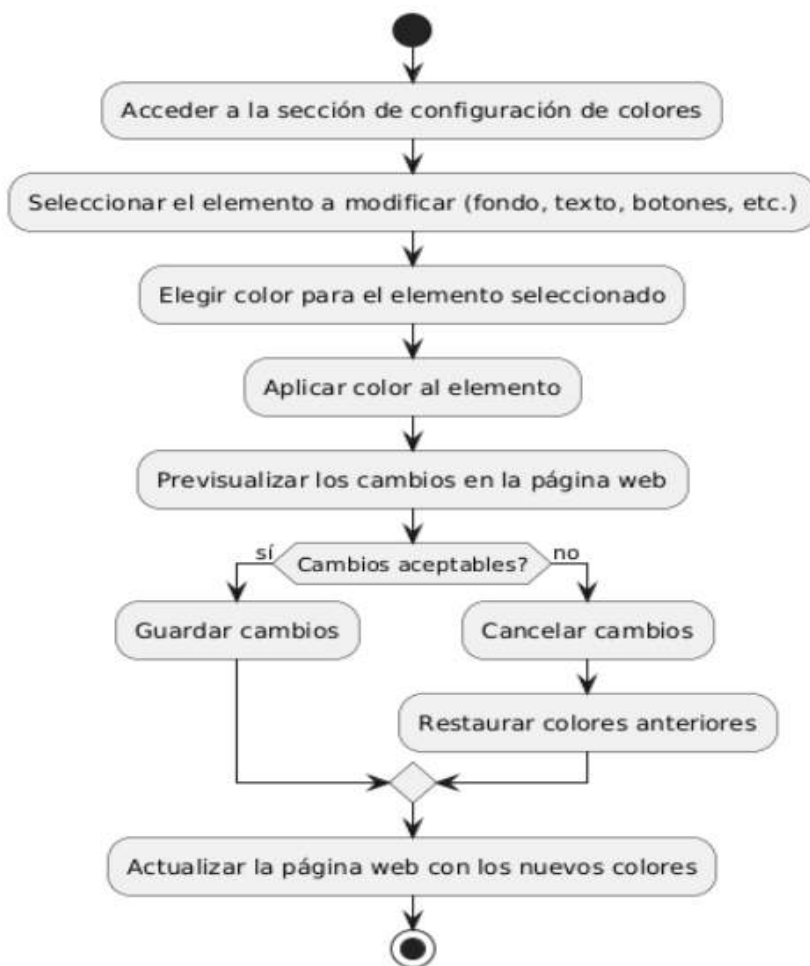 Acceder a la sección de configuración de colores
Seleccionar el elemento a modificar (fondo, texto, botones, etc.)
Elegir color para el elemento seleccionado
Aplicar color al elemento
Previsualizar los cambios en la página web
sí
Cambios aceptables?
no
Guardar cambios
Cancelar cambios
Restaurar colores anteriores
Actualizar la página web con los nuevos colores